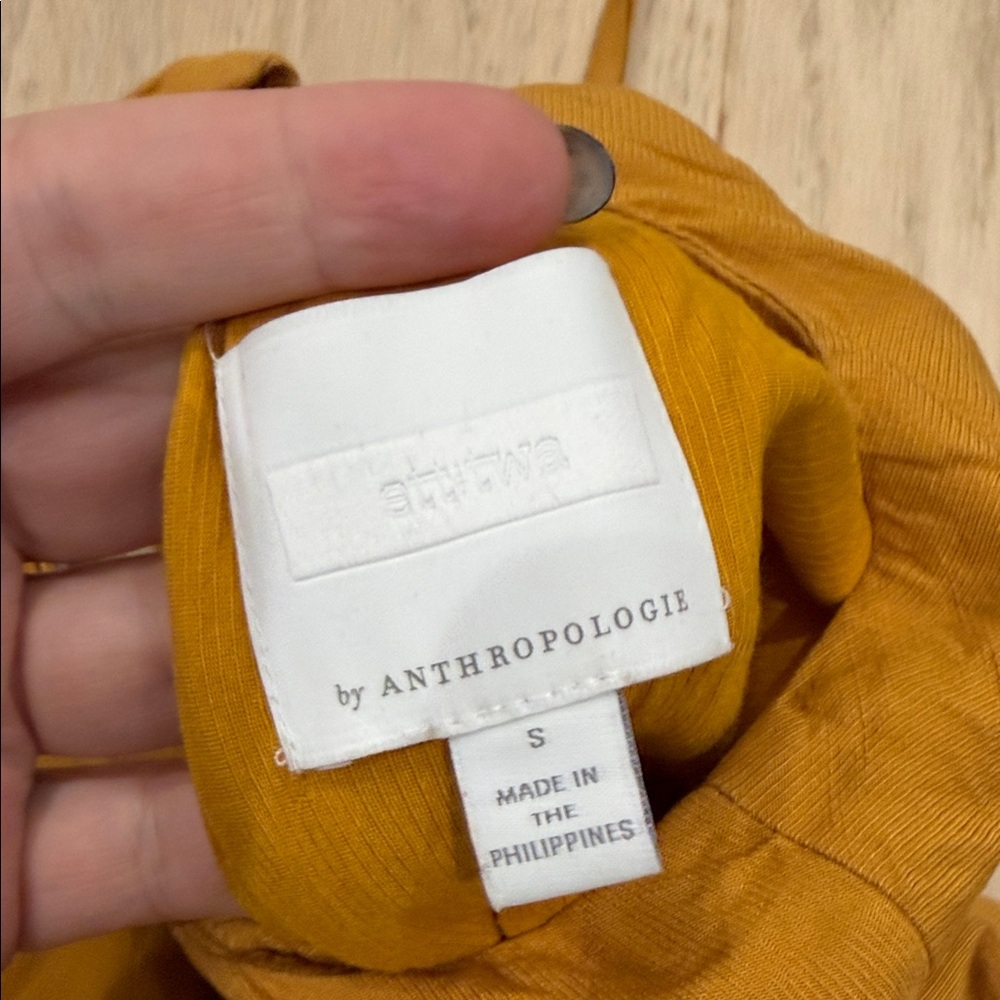 by ANTHROPOLOGIE
S
MADE IN
THE
PHILIPPINES